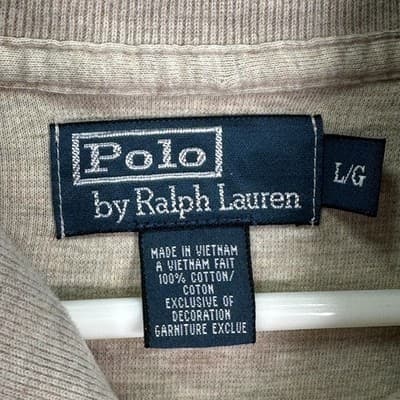 Polo
by Ralph Lauren
L/G
MADE IN VIETNAM
A VIETNAM FAIT
100% COTTON/
COTON
EXCLUSIVE OF
DECORATION
GARNITURE EXCLUE